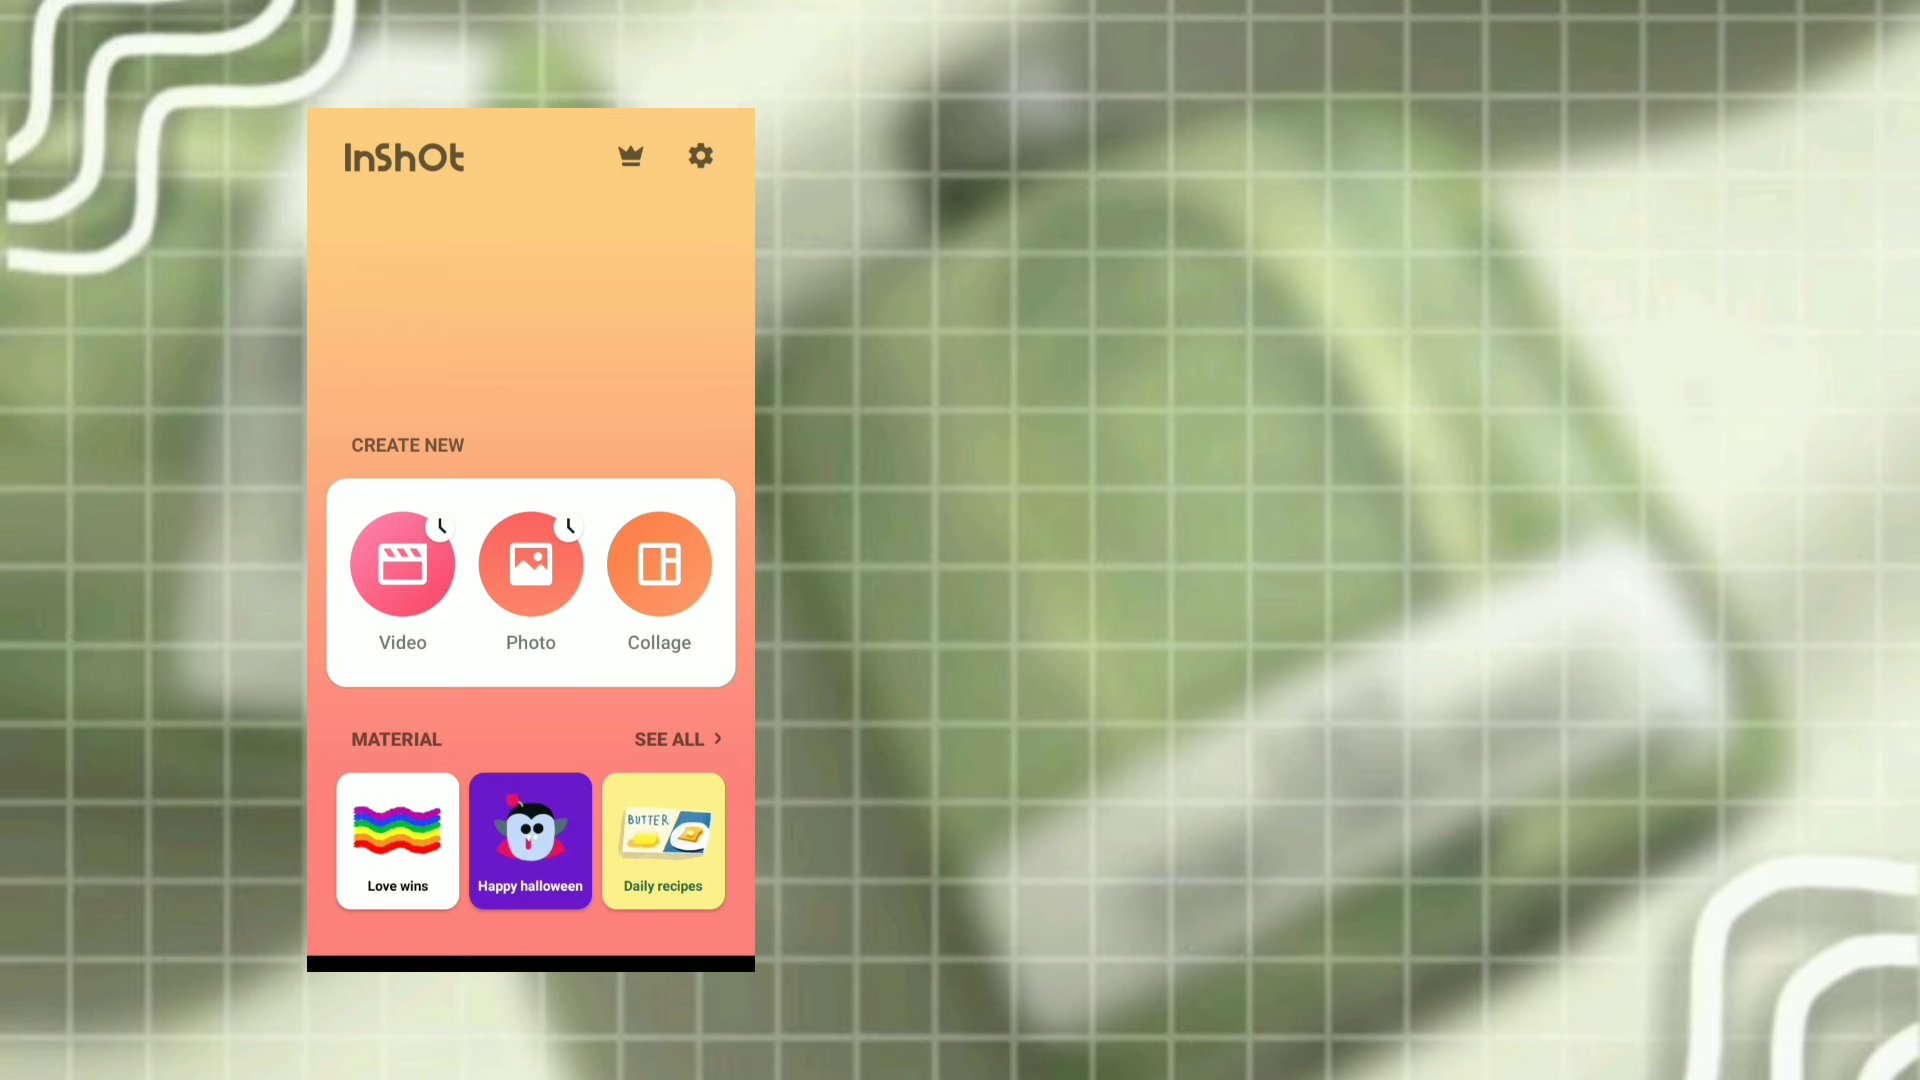 InShOt
CREATE NEW
Video Photo Collage
MATERIAL SEE ALL >
BUTTER
Love wins Happy halloween Daily recipes